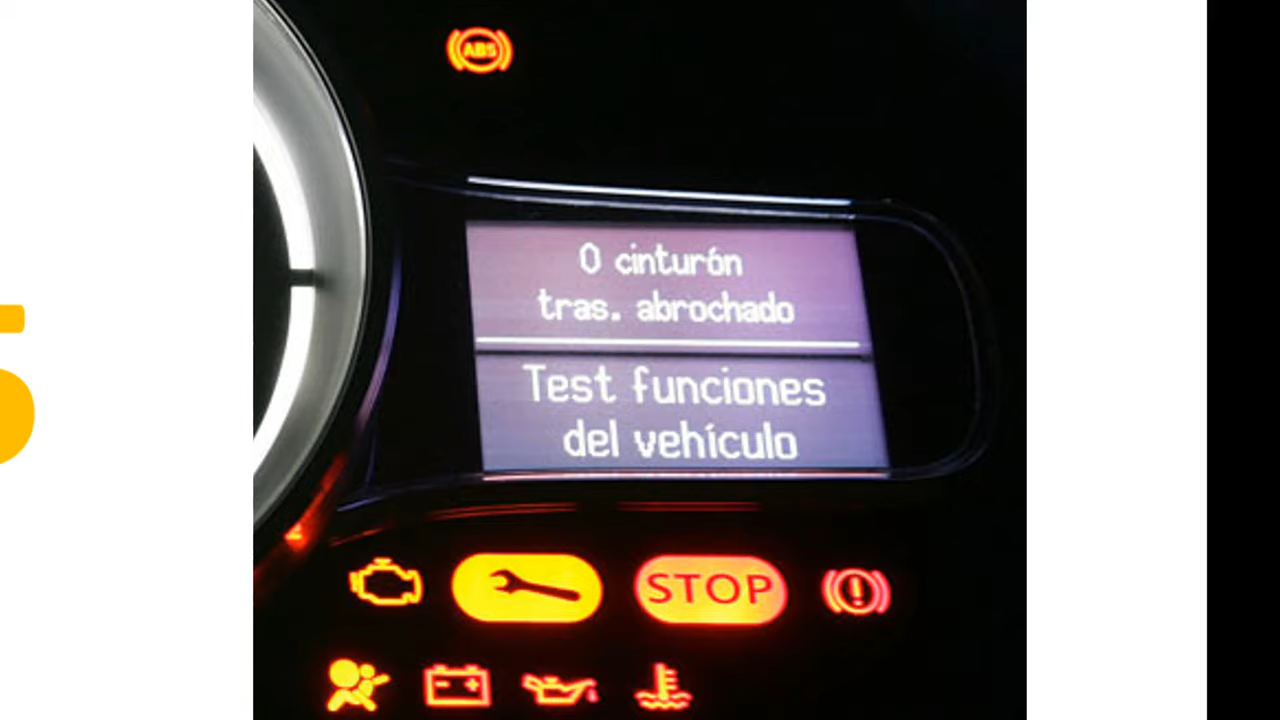 ABS
0 cinturón
tras. abrochado
Test funciones
del vehículo
STOP